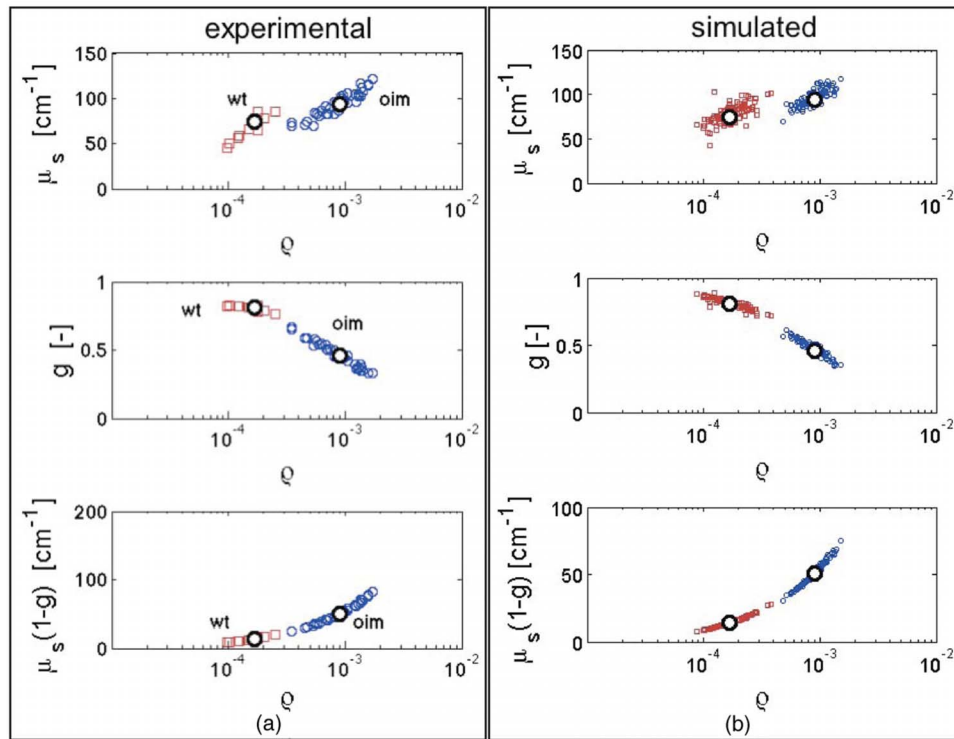 experimental
150
100
50
0
μs [cm-1]
wt
oim
10-4
10-3
10-2
ϱ
1
0.5
0
g [-]
wt
oim
10-4
10-3
10-2
ϱ
200
100
0
μs(1-g) [cm-1]
wt
oim
10-4
10-3
10-2
ϱ
(a)
simulated
150
100
50
0
μs [cm-1]
10-4
10-3
10-2
ϱ
1
0.5
0
g [-]
10-4
10-3
10-2
ϱ
100
50
0
μs(1-g) [cm-1]
10-4
10-3
10-2
ϱ
(b)